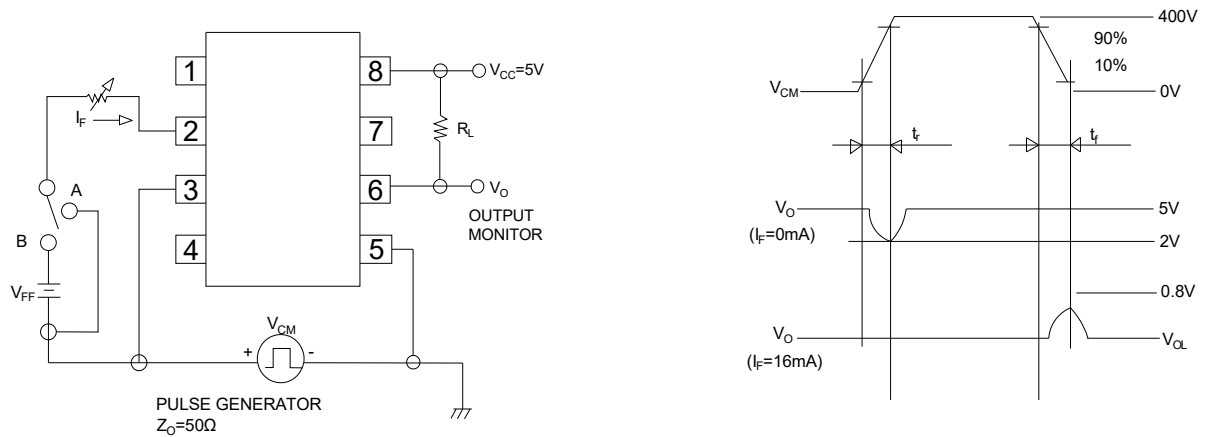 1
2
3
4
8
7
6
5
V_CC=5V
R_L
V_O
OUTPUT
MONITOR
I_F
A
B
V_FF
V_CM
+
-
PULSE GENERATOR
Z_O=50Ω
400V
90%
10%
V_CM
0V
t_r
t_f
V_O
5V
(I_F=0mA)
2V
0.8V
V_O
V_OL
(I_F=16mA)